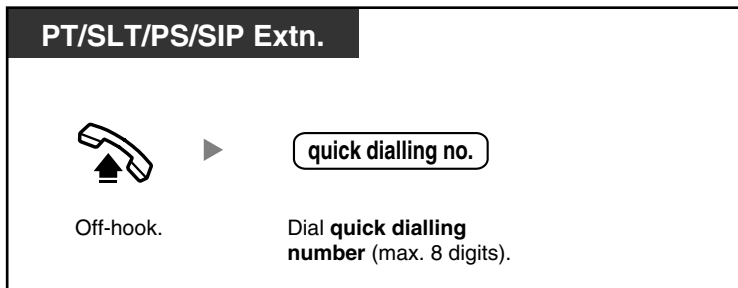 PT/SLT/PS/SIP Extn.
quick dialling no.
Off-hook.
Dial quick dialling
number (max. 8 digits).